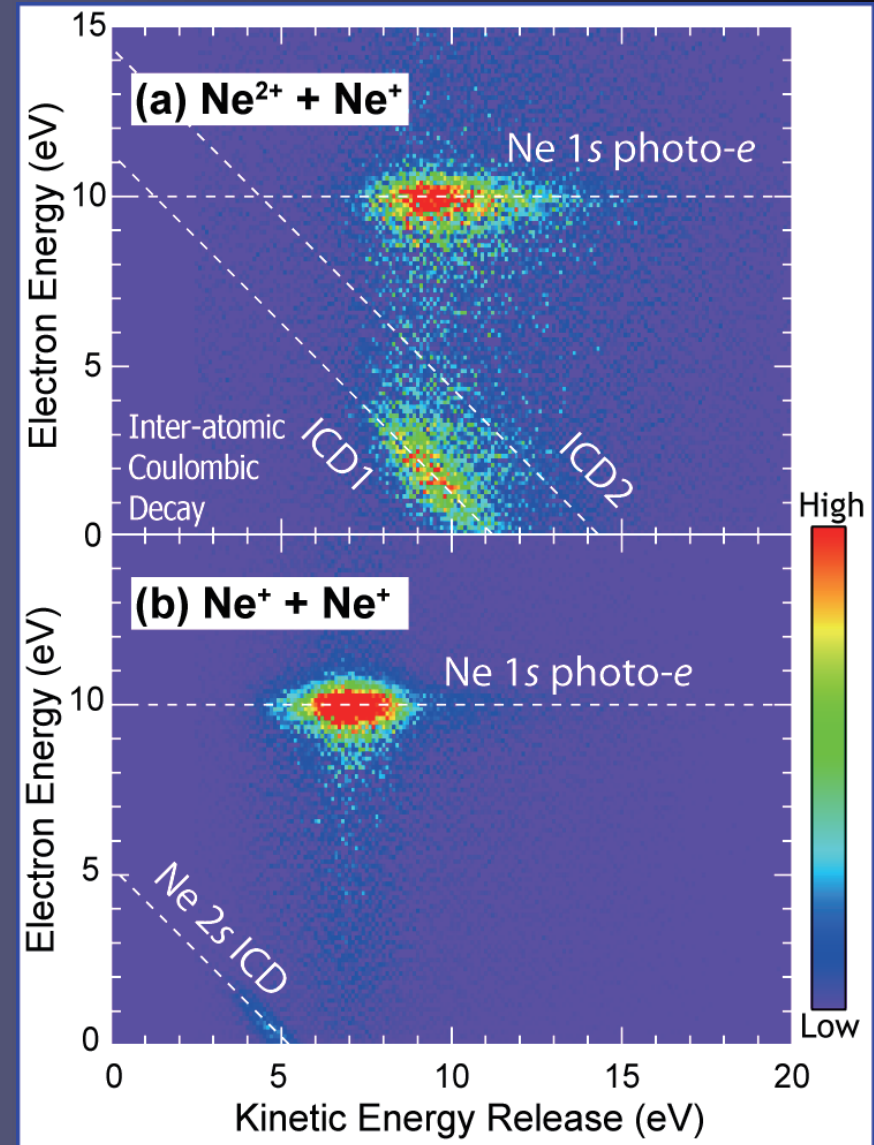 15
(a) Ne²⁺ + Ne⁺
Ne 1s photo-e
10
Electron Energy (eV)
5
Inter-atomic
Coulombic
Decay
ICD1
ICD2
0
High
Low
(b) Ne⁺ + Ne⁺
Ne 1s photo-e
10
Electron Energy (eV)
5
Ne 2s ICD
0
0 5 10 15 20
Kinetic Energy Release (eV)